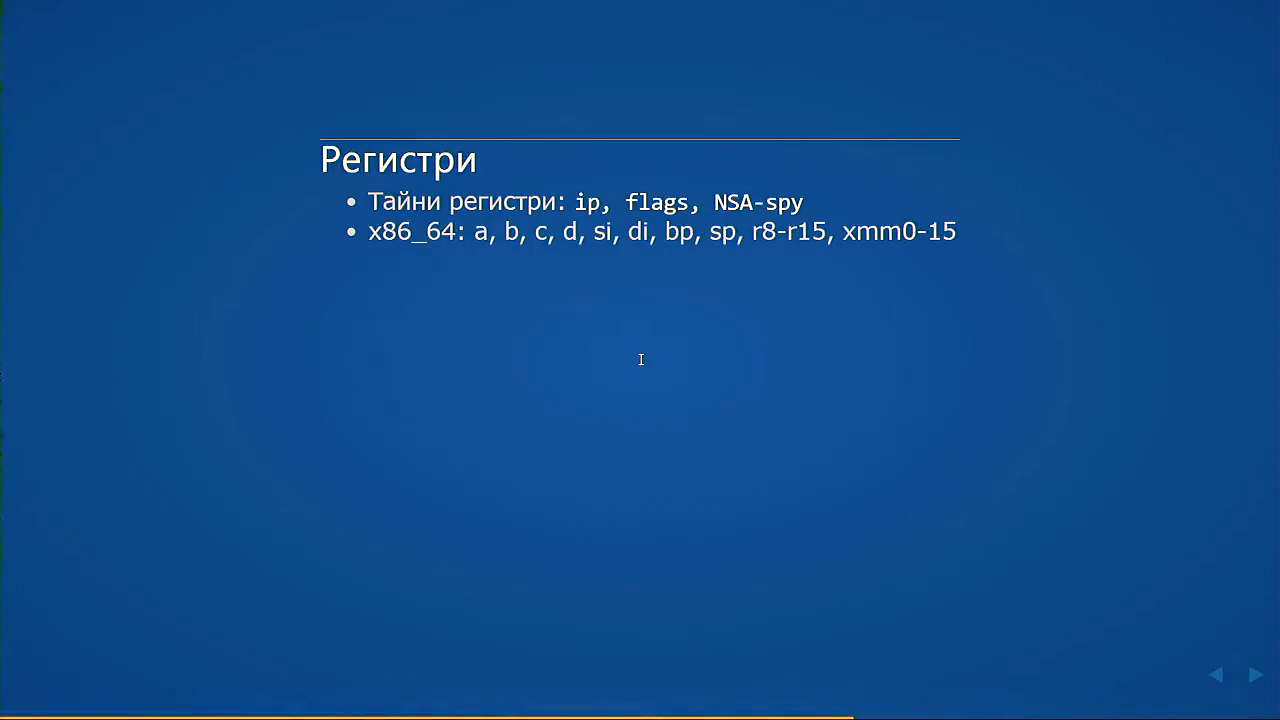 Регистри
• Тайни регистри: ip, flags, NSA-spy
• x86_64: a, b, c, d, si, di, bp, sp, r8-r15, xmm0-15